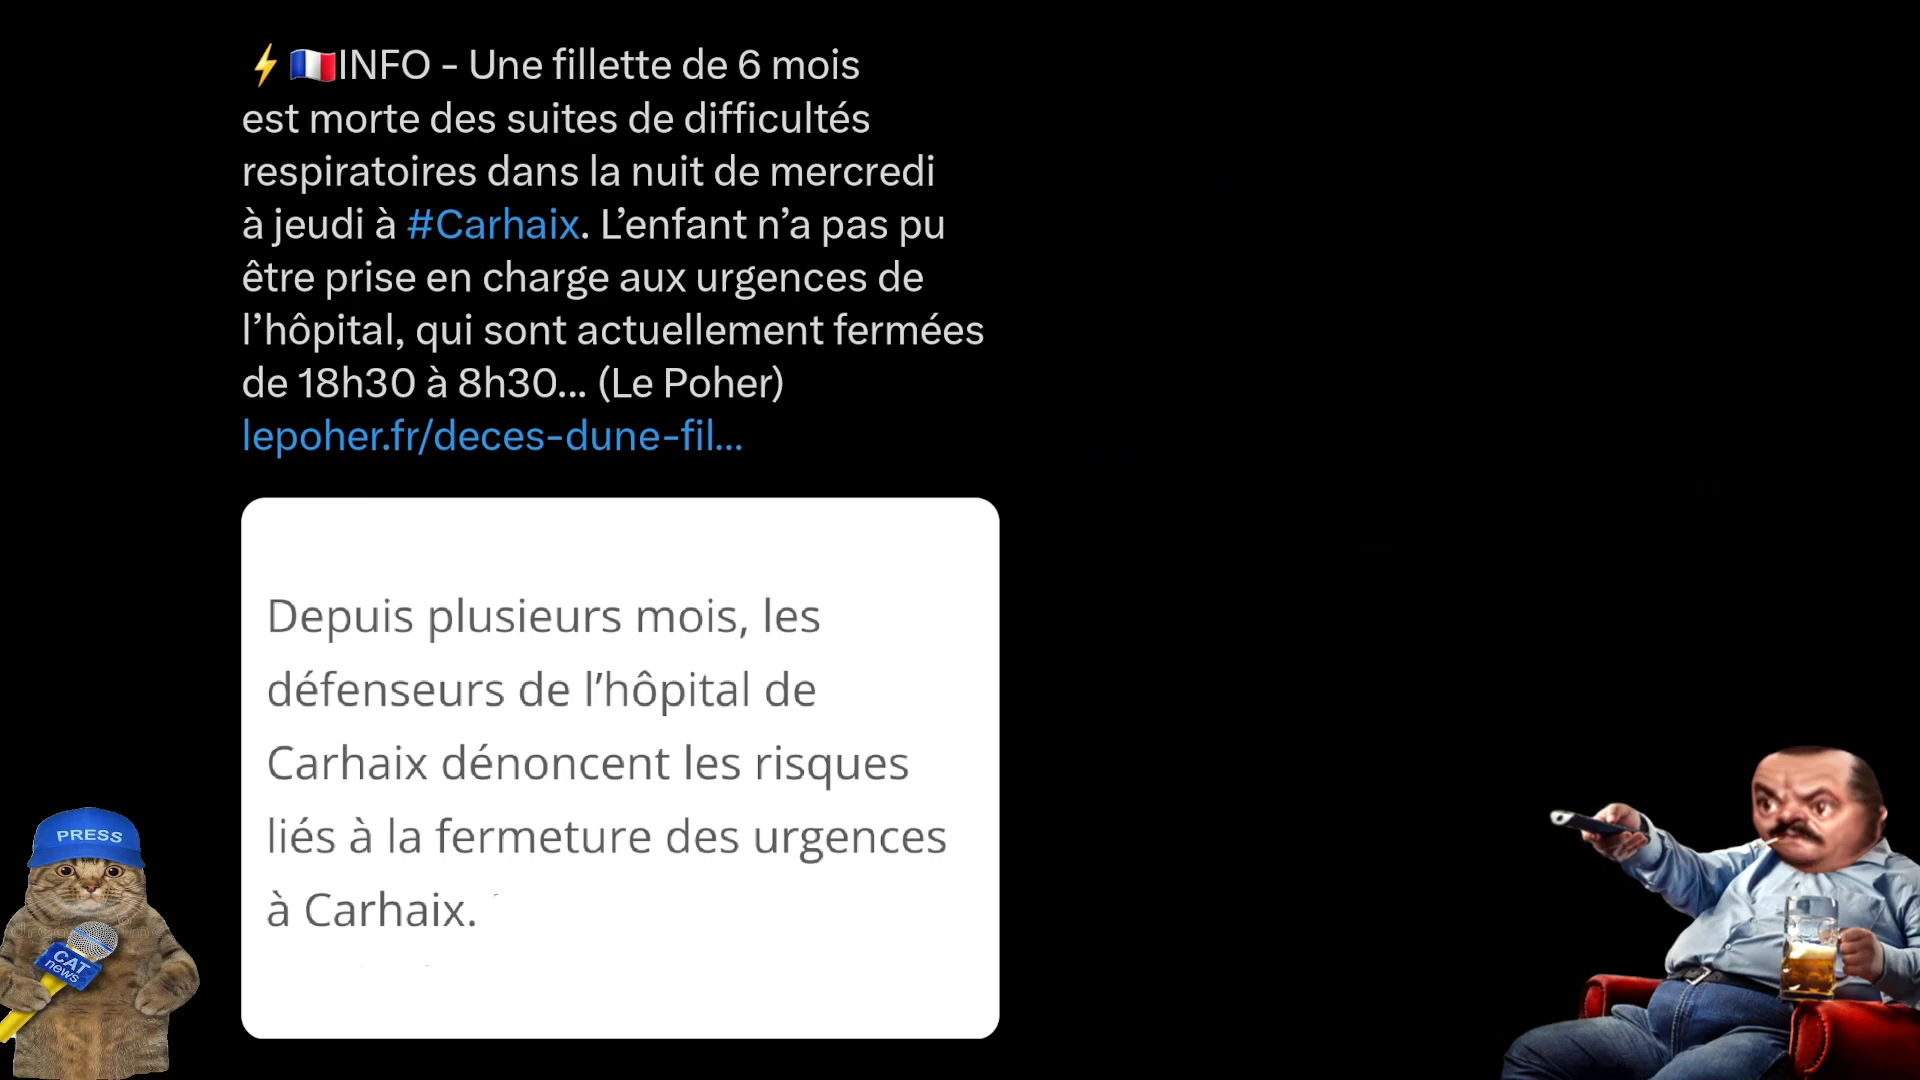 ⚡🇫🇷INFO - Une fillette de 6 mois
est morte des suites de difficultés
respiratoires dans la nuit de mercredi
à jeudi à #Carhaix. L’enfant n’a pas pu
être prise en charge aux urgences de
l’hôpital, qui sont actuellement fermées
de 18h30 à 8h30... (Le Poher)
lepoher.fr/deces-dune-fil...
Depuis plusieurs mois, les
défenseurs de l’hôpital de
Carhaix dénoncent les risques
liés à la fermeture des urgences
à Carhaix.
PRESS
CAT
news